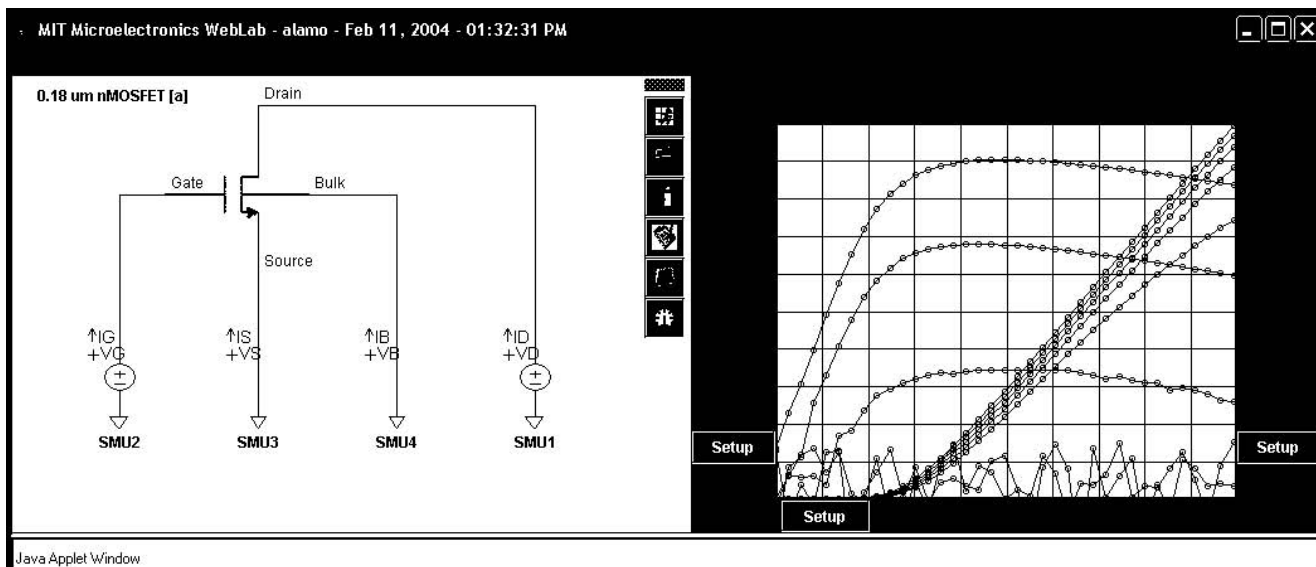 MIT Microelectronics WebLab - alamo - Feb 11, 2004 - 01:32:31 PM
0.18 um nMOSFET [a]
Drain
Gate
Bulk
Source
↑IG
+VG
↑IS
+VS
↑IB
+VB
↑ID
+VD
SMU2
SMU3
SMU4
SMU1
Setup
Setup
Setup
Java Applet Window